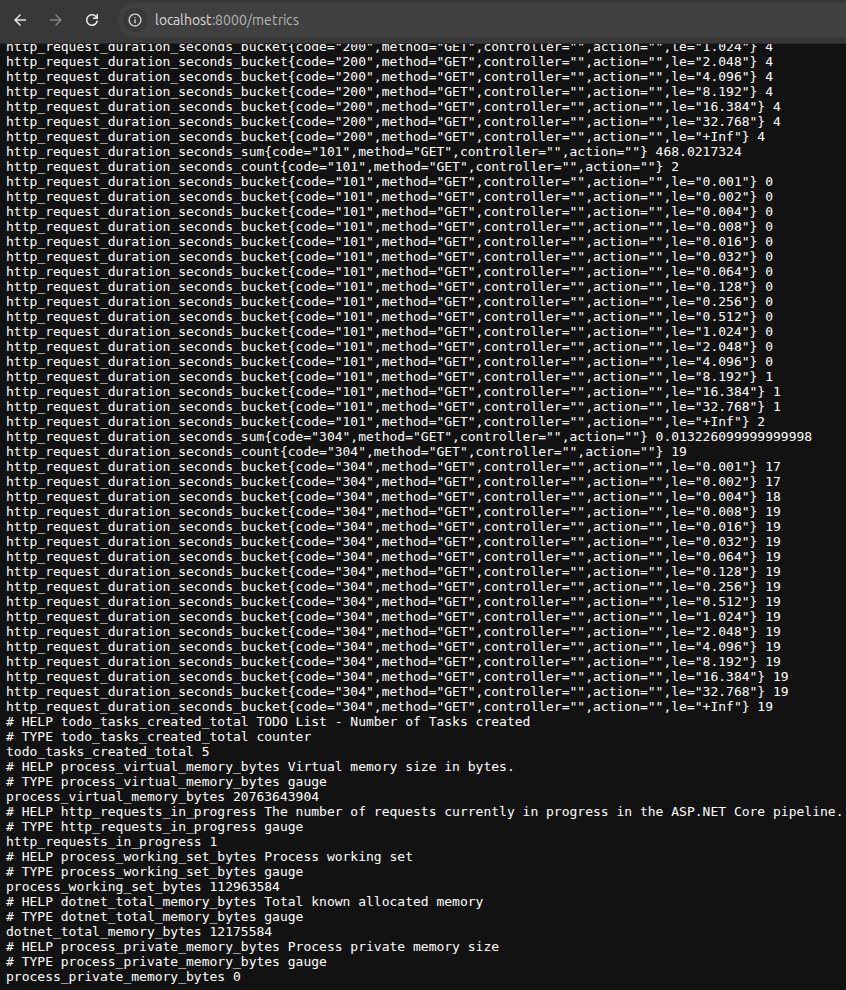 localhost:8000/metrics
http_request_duration_seconds_bucket{code="200",method="GET",controller="",action="",le="1.024"} 4
http_request_duration_seconds_bucket{code="200",method="GET",controller="",action="",le="2.048"} 4
http_request_duration_seconds_bucket{code="200",method="GET",controller="",action="",le="4.096"} 4
http_request_duration_seconds_bucket{code="200",method="GET",controller="",action="",le="8.192"} 4
http_request_duration_seconds_bucket{code="200",method="GET",controller="",action="",le="16.384"} 4
http_request_duration_seconds_bucket{code="200",method="GET",controller="",action="",le="32.768"} 4
http_request_duration_seconds_bucket{code="200",method="GET",controller="",action="",le="+Inf"} 4
http_request_duration_seconds_sum{code="101",method="GET",controller="",action=""} 468.0217324
http_request_duration_seconds_count{code="101",method="GET",controller="",action=""} 2
http_request_duration_seconds_bucket{code="101",method="GET",controller="",action="",le="0.001"} 0
http_request_duration_seconds_bucket{code="101",method="GET",controller="",action="",le="0.002"} 0
http_request_duration_seconds_bucket{code="101",method="GET",controller="",action="",le="0.004"} 0
http_request_duration_seconds_bucket{code="101",method="GET",controller="",action="",le="0.008"} 0
http_request_duration_seconds_bucket{code="101",method="GET",controller="",action="",le="0.016"} 0
http_request_duration_seconds_bucket{code="101",method="GET",controller="",action="",le="0.032"} 0
http_request_duration_seconds_bucket{code="101",method="GET",controller="",action="",le="0.064"} 0
http_request_duration_seconds_bucket{code="101",method="GET",controller="",action="",le="0.128"} 0
http_request_duration_seconds_bucket{code="101",method="GET",controller="",action="",le="0.256"} 0
http_request_duration_seconds_bucket{code="101",method="GET",controller="",action="",le="0.512"} 0
http_request_duration_seconds_bucket{code="101",method="GET",controller="",action="",le="1.024"} 0
http_request_duration_seconds_bucket{code="101",method="GET",controller="",action="",le="2.048"} 0
http_request_duration_seconds_bucket{code="101",method="GET",controller="",action="",le="4.096"} 0
http_request_duration_seconds_bucket{code="101",method="GET",controller="",action="",le="8.192"} 1
http_request_duration_seconds_bucket{code="101",method="GET",controller="",action="",le="16.384"} 1
http_request_duration_seconds_bucket{code="101",method="GET",controller="",action="",le="32.768"} 1
http_request_duration_seconds_bucket{code="101",method="GET",controller="",action="",le="+Inf"} 2
http_request_duration_seconds_sum{code="304",method="GET",controller="",action=""} 0.013226099999999998
http_request_duration_seconds_count{code="304",method="GET",controller="",action=""} 19
http_request_duration_seconds_bucket{code="304",method="GET",controller="",action="",le="0.001"} 17
http_request_duration_seconds_bucket{code="304",method="GET",controller="",action="",le="0.002"} 17
http_request_duration_seconds_bucket{code="304",method="GET",controller="",action="",le="0.004"} 18
http_request_duration_seconds_bucket{code="304",method="GET",controller="",action="",le="0.008"} 19
http_request_duration_seconds_bucket{code="304",method="GET",controller="",action="",le="0.016"} 19
http_request_duration_seconds_bucket{code="304",method="GET",controller="",action="",le="0.032"} 19
http_request_duration_seconds_bucket{code="304",method="GET",controller="",action="",le="0.064"} 19
http_request_duration_seconds_bucket{code="304",method="GET",controller="",action="",le="0.128"} 19
http_request_duration_seconds_bucket{code="304",method="GET",controller="",action="",le="0.256"} 19
http_request_duration_seconds_bucket{code="304",method="GET",controller="",action="",le="0.512"} 19
http_request_duration_seconds_bucket{code="304",method="GET",controller="",action="",le="1.024"} 19
http_request_duration_seconds_bucket{code="304",method="GET",controller="",action="",le="2.048"} 19
http_request_duration_seconds_bucket{code="304",method="GET",controller="",action="",le="4.096"} 19
http_request_duration_seconds_bucket{code="304",method="GET",controller="",action="",le="8.192"} 19
http_request_duration_seconds_bucket{code="304",method="GET",controller="",action="",le="16.384"} 19
http_request_duration_seconds_bucket{code="304",method="GET",controller="",action="",le="32.768"} 19
http_request_duration_seconds_bucket{code="304",method="GET",controller="",action="",le="+Inf"} 19
# HELP todo_tasks_created_total TODO List - Number of Tasks created
# TYPE todo_tasks_created_total counter
todo_tasks_created_total 5
# HELP process_virtual_memory_bytes Virtual memory size in bytes.
# TYPE process_virtual_memory_bytes gauge
process_virtual_memory_bytes 20763643904
# HELP http_requests_in_progress The number of requests currently in progress in the ASP.NET Core pipeline.
# TYPE http_requests_in_progress gauge
http_requests_in_progress 1
# HELP process_working_set_bytes Process working set
# TYPE process_working_set_bytes gauge
process_working_set_bytes 112963584
# HELP dotnet_total_memory_bytes Total known allocated memory
# TYPE dotnet_total_memory_bytes gauge
dotnet_total_memory_bytes 12175584
# HELP process_private_memory_bytes Process private memory size
# TYPE process_private_memory_bytes gauge
process_private_memory_bytes 0